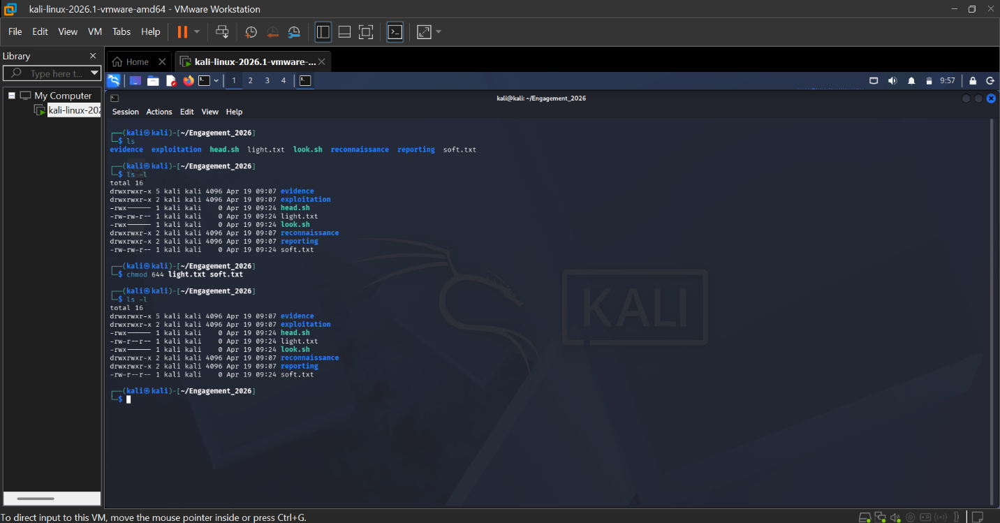 kali-linux-2026.1-vmware-amd64 - VMware Workstation
File Edit View VM Tabs Help
Library
Home
kali-linux-2026.1-vmware-...
Type here t...
1 2 3 4
9:57
My Computer
kali-linux-202
kali@kali: ~/Engagement_2026
Session Actions Edit View Help
┌──(kali㉿kali)-[~/Engagement_2026]
└─$ ls
evidence exploitation head.sh light.txt look.sh reconnaissance reporting soft.txt
┌──(kali㉿kali)-[~/Engagement_2026]
└─$ ls -l
total 16
drwxrwxr-x 5 kali kali 4096 Apr 19 09:07 evidence
drwxrwxr-x 2 kali kali 4096 Apr 19 09:07 exploitation
-rwx------ 1 kali kali 0 Apr 19 09:24 head.sh
-rw-rw-r-- 1 kali kali 0 Apr 19 09:24 light.txt
-rwx------ 1 kali kali 0 Apr 19 09:24 look.sh
drwxrwxr-x 2 kali kali 4096 Apr 19 09:07 reconnaissance
drwxrwxr-x 2 kali kali 4096 Apr 19 09:07 reporting
-rw-rw-r-- 1 kali kali 0 Apr 19 09:24 soft.txt
┌──(kali㉿kali)-[~/Engagement_2026]
└─$ chmod 644 light.txt soft.txt
┌──(kali㉿kali)-[~/Engagement_2026]
└─$ ls -l
total 16
drwxrwxr-x 5 kali kali 4096 Apr 19 09:07 evidence
drwxrwxr-x 2 kali kali 4096 Apr 19 09:07 exploitation
-rwx------ 1 kali kali 0 Apr 19 09:24 head.sh
-rw-r--r-- 1 kali kali 0 Apr 19 09:24 light.txt
-rwx------ 1 kali kali 0 Apr 19 09:24 look.sh
drwxrwxr-x 2 kali kali 4096 Apr 19 09:07 reconnaissance
drwxrwxr-x 2 kali kali 4096 Apr 19 09:07 reporting
-rw-r--r-- 1 kali kali 0 Apr 19 09:24 soft.txt
┌──(kali㉿kali)-[~/Engagement_2026]
└─$
KALI
To direct input to this VM, move the mouse pointer inside or press Ctrl+G.